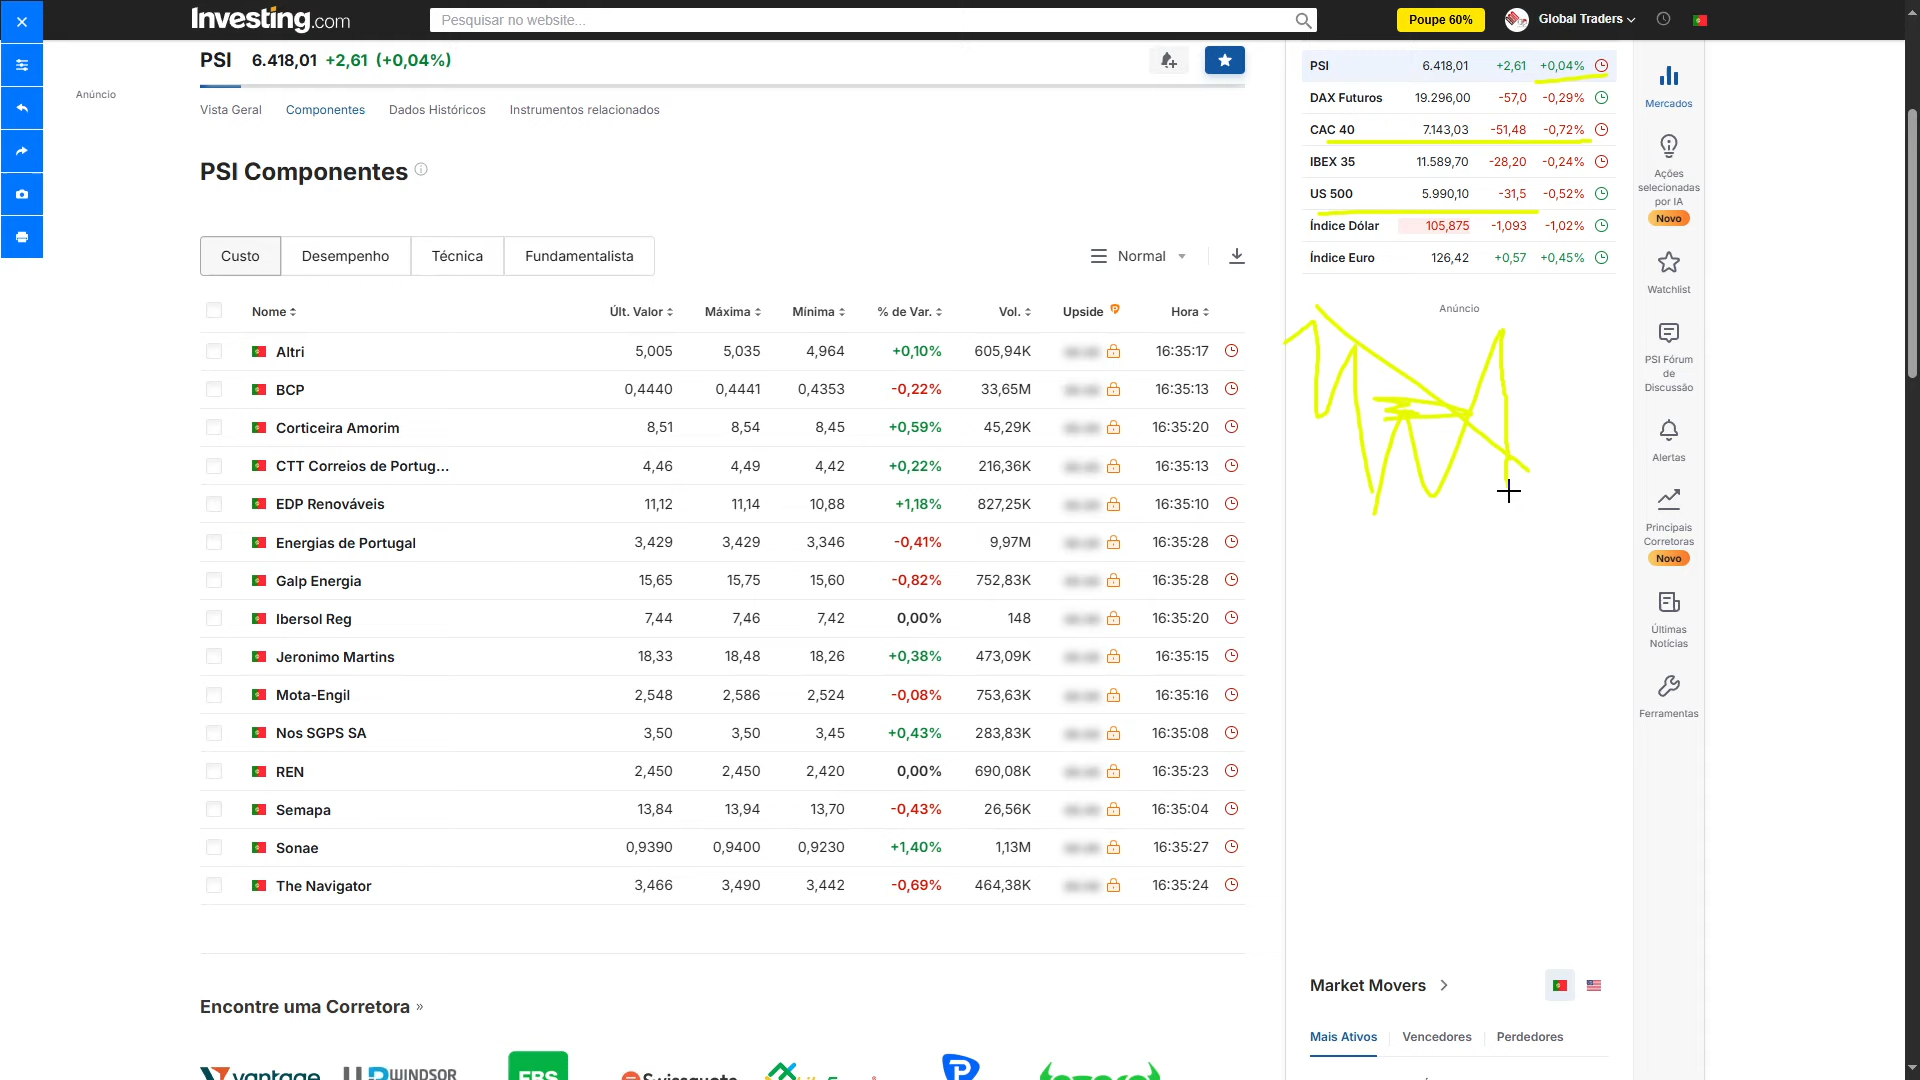 Investing.com
Pesquisar no website...
Poupe 60%
Global Traders
PSI 6.418,01 +2,61 (+0,04%)
Anúncio
Vista Geral Componentes Dados Históricos Instrumentos relacionados
PSI Componentes
Custo Desempenho Técnica Fundamentalista
Normal
Nome Últ. Valor Máxima Mínima % de Var. Vol. Upside Hora
Altri 5,005 5,035 4,964 +0,10% 605,94K 16:35:17
BCP 0,4440 0,4441 0,4353 -0,22% 33,65M 16:35:13
Corticeira Amorim 8,51 8,54 8,45 +0,59% 45,29K 16:35:20
CTT Correios de Portug... 4,46 4,49 4,42 +0,22% 216,36K 16:35:13
EDP Renováveis 11,12 11,14 10,88 +1,18% 827,25K 16:35:10
Energias de Portugal 3,429 3,429 3,346 -0,41% 9,97M 16:35:28
Galp Energia 15,65 15,75 15,60 -0,82% 752,83K 16:35:28
Ibersol Reg 7,44 7,46 7,42 0,00% 148 16:35:20
Jeronimo Martins 18,33 18,48 18,26 +0,38% 473,09K 16:35:15
Mota-Engil 2,548 2,586 2,524 -0,08% 753,63K 16:35:16
Nos SGPS SA 3,50 3,50 3,45 +0,43% 283,83K 16:35:08
REN 2,450 2,450 2,420 0,00% 690,08K 16:35:23
Semapa 13,84 13,94 13,70 -0,43% 26,56K 16:35:04
Sonae 0,9390 0,9400 0,9230 +1,40% 1,13M 16:35:27
The Navigator 3,466 3,490 3,442 -0,69% 464,38K 16:35:24
Encontre uma Corretora »
vantage
WINDSOR
FBS
Swissquote
PSI 6.418,01 +2,61 +0,04%
DAX Futuros 19.296,00 -57,0 -0,29%
CAC 40 7.143,03 -51,48 -0,72%
IBEX 35 11.589,70 -28,20 -0,24%
US 500 5.990,10 -31,5 -0,52%
Índice Dólar 105,875 -1,093 -1,02%
Índice Euro 126,42 +0,57 +0,45%
Anúncio
Market Movers
Mais Ativos Vencedores Perdedores
Mercados
Ações
selecionadas
por IA
Novo
Watchlist
PSI Fórum
de
Discussão
Alertas
Principais
Corretoras
Novo
Últimas
Notícias
Ferramentas